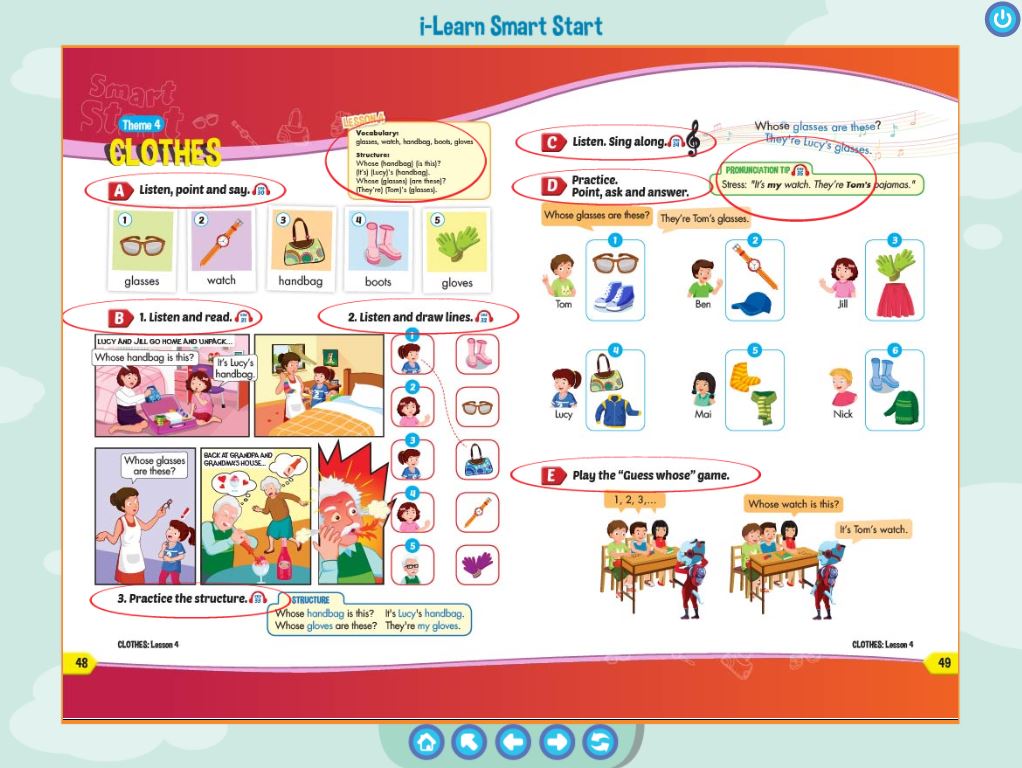 i-Learn Smart Start
Smart
Start
Theme 4
CLOTHES
LESSON 4
Vocabulary:
glasses, watch, handbag, boots, gloves
Structure:
Whose (handbag) (is this)?
(It's) (Lucy)'s (handbag).
Whose (glasses) (are these)?
(They're) (Tom)'s (glasses).
A Listen, point and say.
1
2
3
4
5
glasses
watch
handbag
boots
gloves
B 1. Listen and read.
LUCY AND JILL GO HOME AND UNPACK...
Whose handbag is this?
It's Lucy's
handbag.
Whose glasses
are these?
BACK AT GRANDPA AND
GRANDMA'S HOUSE...
2. Listen and draw lines.
1
2
3
4
5
3. Practice the structure.
STRUCTURE
Whose handbag is this? It's Lucy's handbag.
Whose gloves are these? They're my gloves.
CLOTHES: Lesson 4
48
C Listen. Sing along.
Whose glasses are these?
They're Lucy's glasses.
D Practice.
Point, ask and answer.
PRONUNCIATION TIP
Stress: "It's my watch. They're Tom's pajamas."
Whose glasses are these?
They're Tom's glasses.
1
2
3
Tom
Ben
Jill
4
5
6
Lucy
Mai
Nick
E Play the "Guess whose" game.
1, 2, 3,...
Whose watch is this?
It's Tom's watch.
CLOTHES: Lesson 4
49